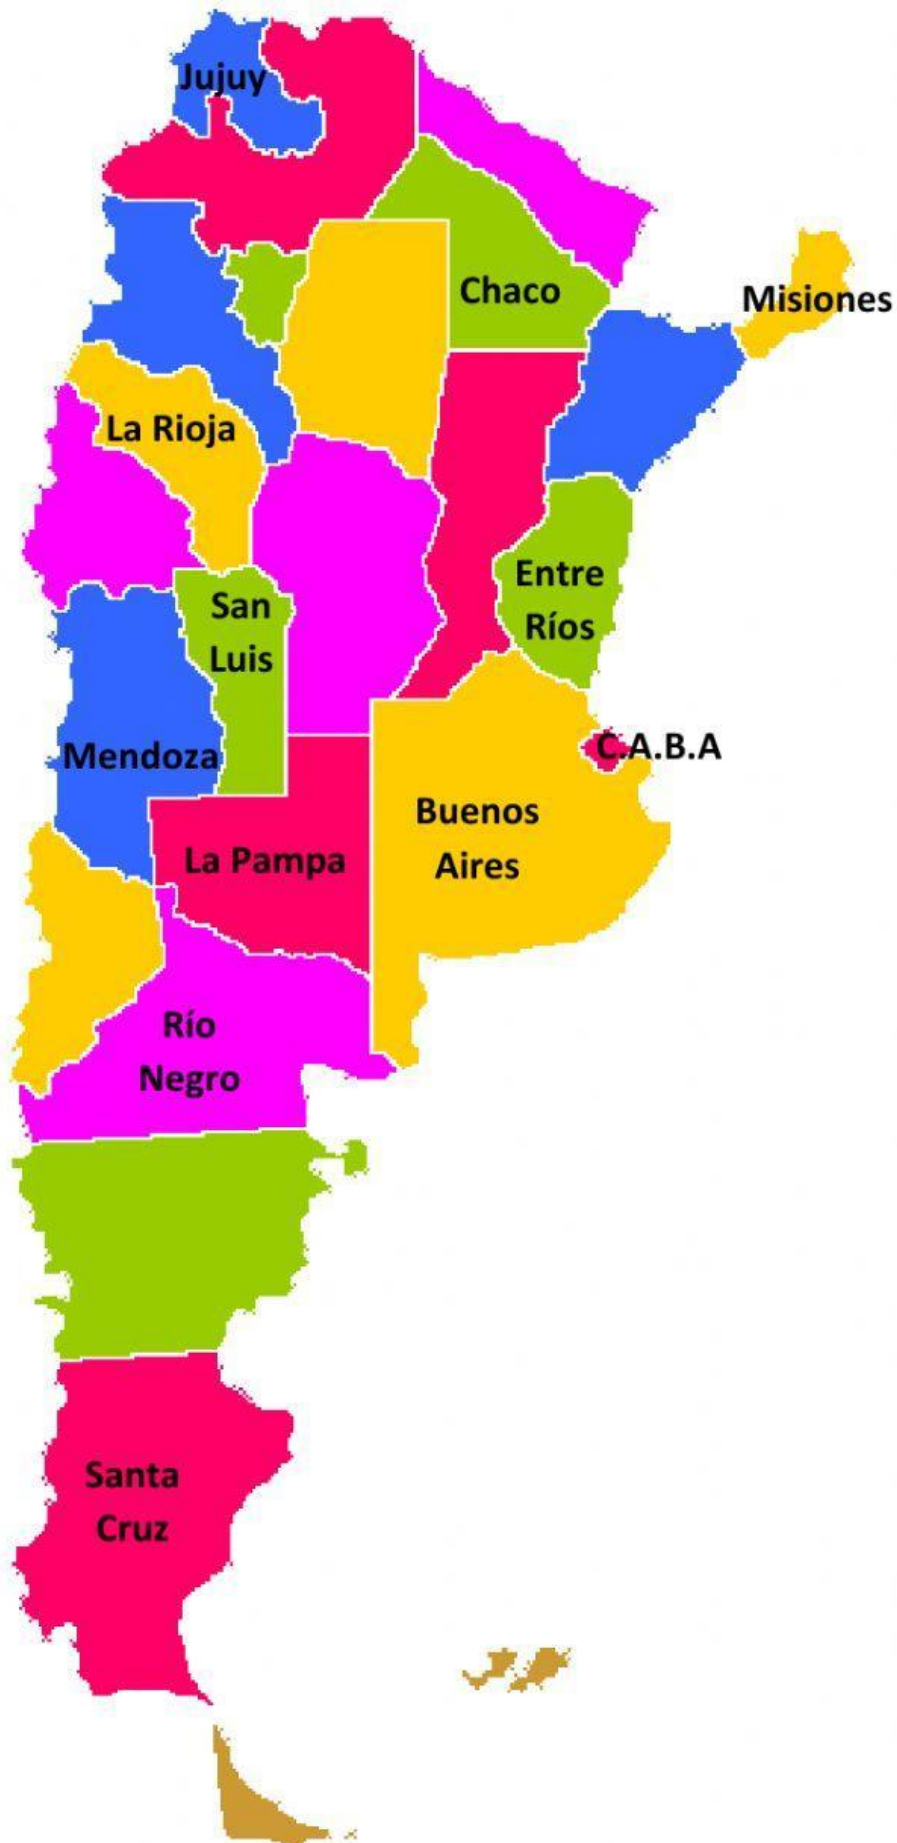 Jujuy
Chaco
Misiones
La Rioja
Entre
Ríos
San
Luis
C.A.B.A
Mendoza
Buenos
Aires
La Pampa
Río
Negro
Santa
Cruz